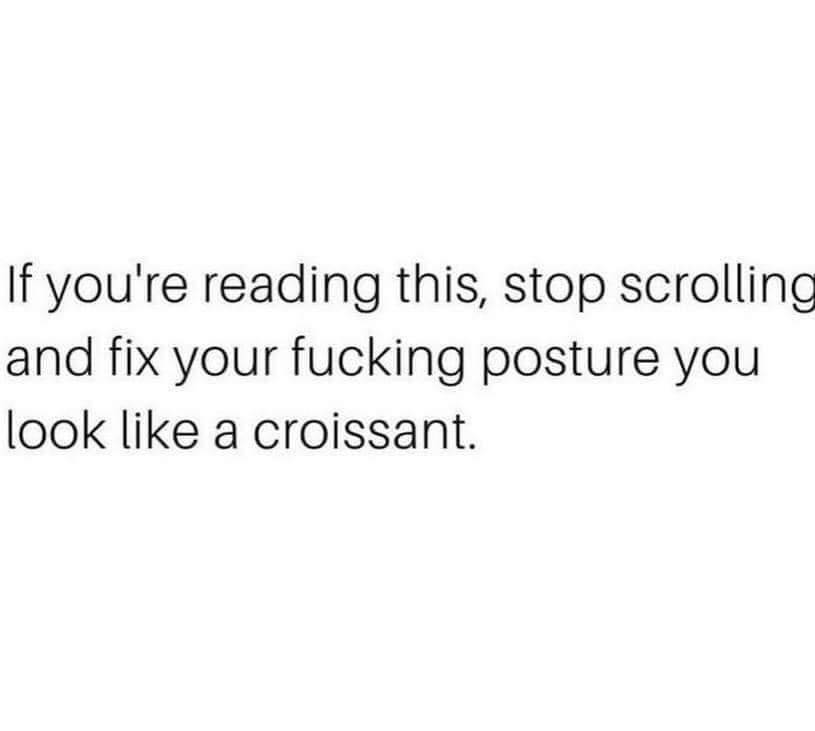 If you're reading this, stop scrolling
and fix your fucking posture you
look like a croissant.